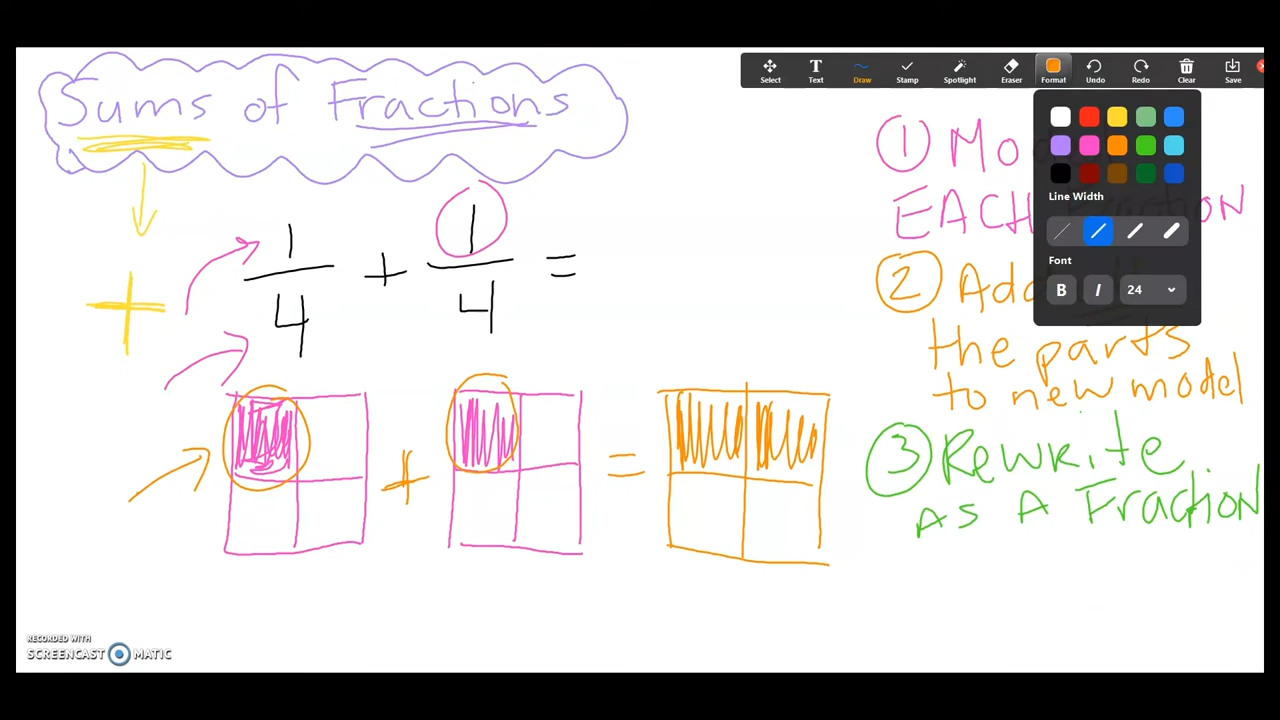 Sums of Fractions
1/4 + 1/4 =
+
+ =
Select Text Draw Stamp Spotlight Eraser Format Undo Redo Clear Save
Line Width
Font
B I 24
① Mo
EACH
② Add
the parts
to new model
③ Rewrite
as A Fraction
RECORDED WITH
SCREENCAST MATIC